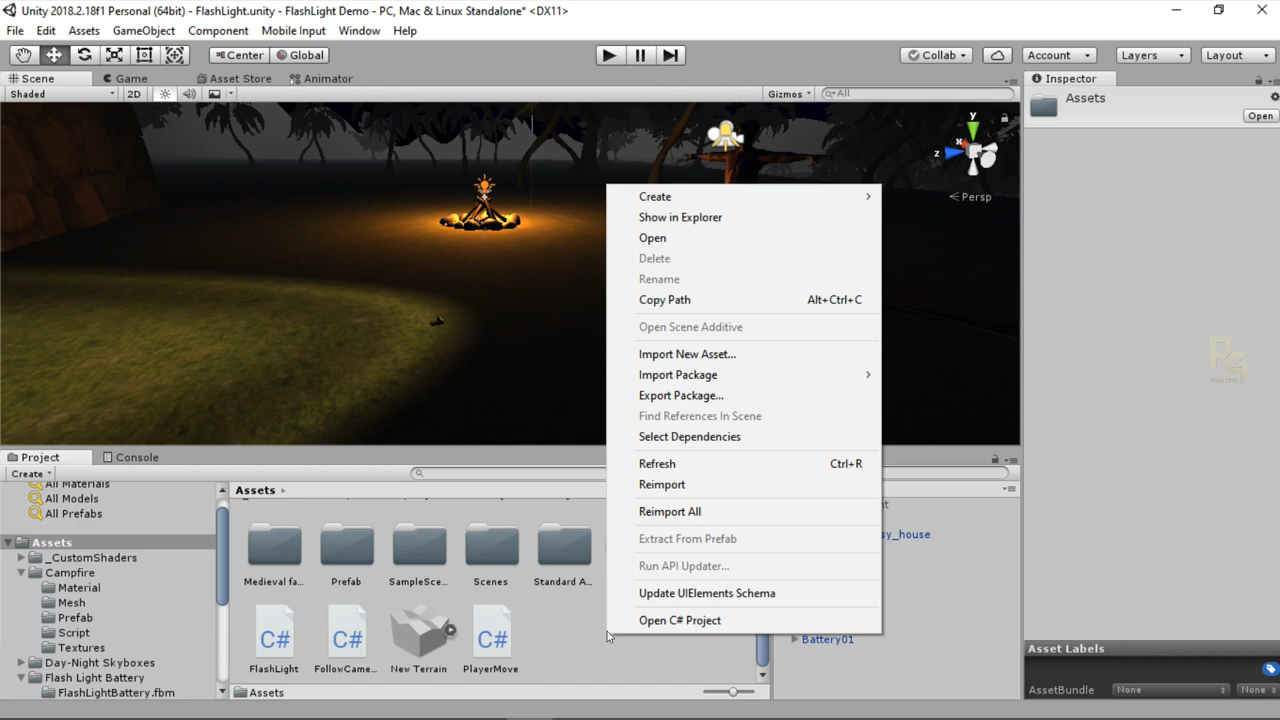 Unity 2018.2.18f1 Personal (64bit) - FlashLight.unity - FlashLight Demo - PC, Mac & Linux Standalone* <DX11>
File Edit Assets GameObject Component Mobile Input Window Help
Center Global Collab Account Layers Layout
Scene Game Asset Store Animator Inspector
Shaded 2D Gizmos All
Assets
Open
y
x
z
Persp
Create
Show in Explorer
Open
Delete
Rename
Copy Path Alt+Ctrl+C
Open Scene Additive
Import New Asset...
Import Package
Export Package...
Find References In Scene
Select Dependencies
Refresh Ctrl+R
Reimport
Reimport All
Extract From Prefab
Run API Updater...
Update UIElements Schema
Open C# Project
Project Console
Create
All Materials
All Models
All Prefabs
Assets
_CustomShaders
Campfire
Material
Mesh
Prefab
Script
Textures
Day-Night Skyboxes
Flash Light Battery
FlashLightBattery.fbm
Assets
Medieval fa... Prefab SampleSce... Scenes Standard A...
C# C# C#
FlashLight FollowCame... New Terrain PlayerMove
Assets
sy_house
Battery01
Asset Labels
AssetBundle None None